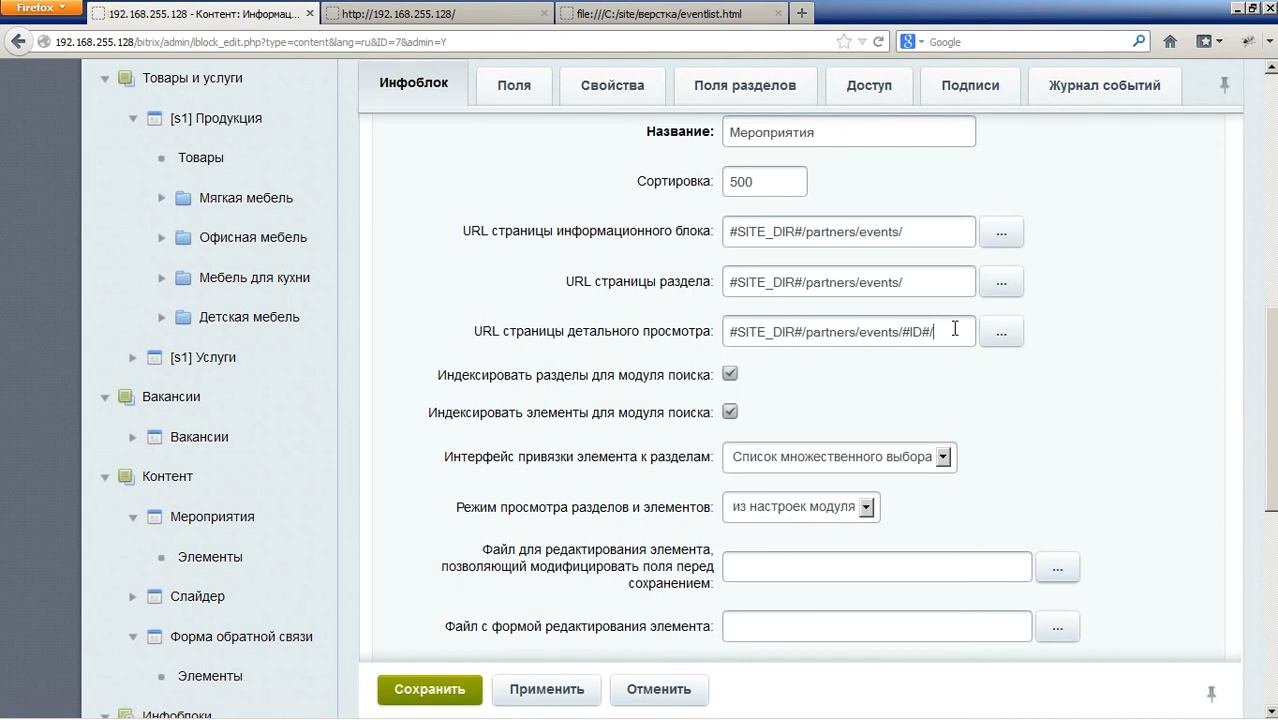 Firefox
192.168.255.128 - Контент: Информац...
http://192.168.255.128/
file:///C:/site/верстка/eventlist.html
192.168.255.128/bitrix/admin/iblock_edit.php?type=content&lang=ru&ID=7&admin=Y
Google
Товары и услуги
[s1] Продукция
Товары
Мягкая мебель
Офисная мебель
Мебель для кухни
Детская мебель
[s1] Услуги
Вакансии
Вакансии
Контент
Мероприятия
Элементы
Слайдер
Форма обратной связи
Элементы
Инфоблоки
Инфоблок
Поля
Свойства
Поля разделов
Доступ
Подписи
Журнал событий
Название: Мероприятия
Сортировка: 500
URL страницы информационного блока: #SITE_DIR#/partners/events/ ...
URL страницы раздела: #SITE_DIR#/partners/events/ ...
URL страницы детального просмотра: #SITE_DIR#/partners/events/#ID#/ ...
Индексировать разделы для модуля поиска:
Индексировать элементы для модуля поиска:
Интерфейс привязки элемента к разделам: Список множественного выбора
Режим просмотра разделов и элементов: из настроек модуля
Файл для редактирования элемента,
позволяющий модифицировать поля перед
сохранением: ...
Файл с формой редактирования элемента: ...
Сохранить
Применить
Отменить